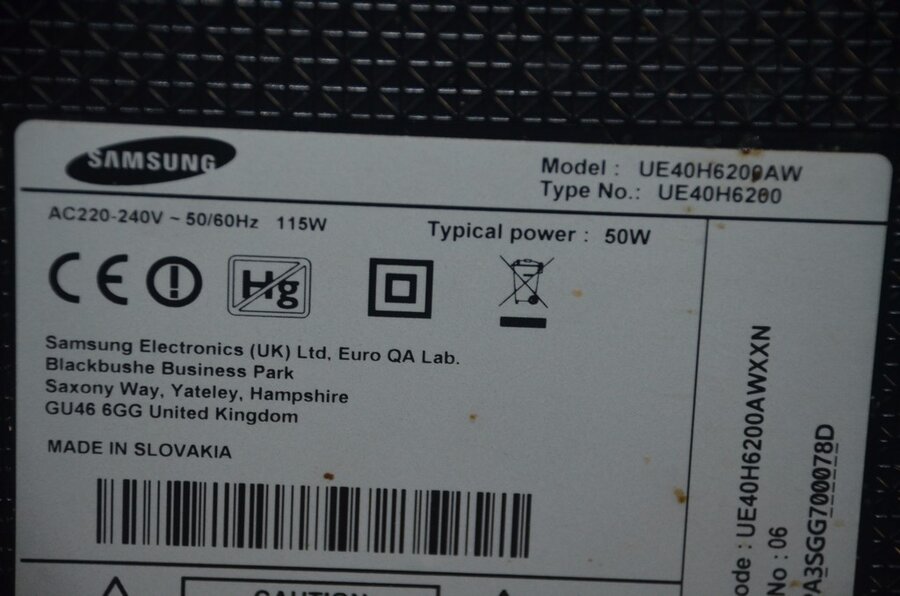 SAMSUNG
Model : UE40H6200AW
Type No.: UE40H6200
AC220-240V ~ 50/60Hz 115W
Typical power : 50W
CE
Hg
Samsung Electronics (UK) Ltd, Euro QA Lab.
Blackbushe Business Park
Saxony Way, Yateley, Hampshire
GU46 6GG United Kingdom
MADE IN SLOVAKIA
ode : UE40H6200AWXXN
No : 06
A3SGG700078D
CAUTION